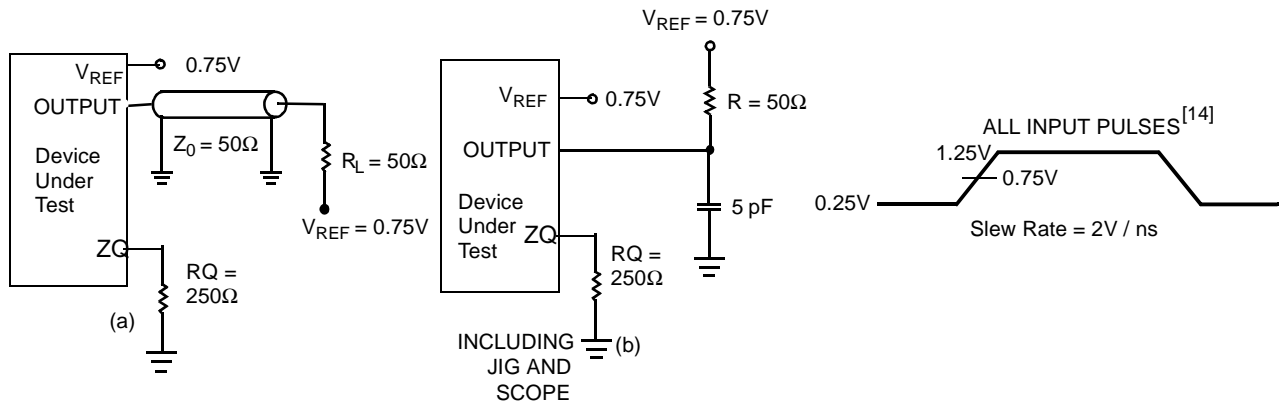 V_REF 0.75V
OUTPUT
Z₀ = 50Ω
Device
Under
Test
R_L = 50Ω
V_REF = 0.75V
ZQ
RQ =
250Ω
(a)
V_REF = 0.75V
R = 50Ω
V_REF 0.75V
OUTPUT
Device
Under
Test
5 pF
ZQ
RQ =
250Ω
(b)
INCLUDING
JIG AND
SCOPE
ALL INPUT PULSES[14]
1.25V
0.75V
0.25V
Slew Rate = 2V / ns